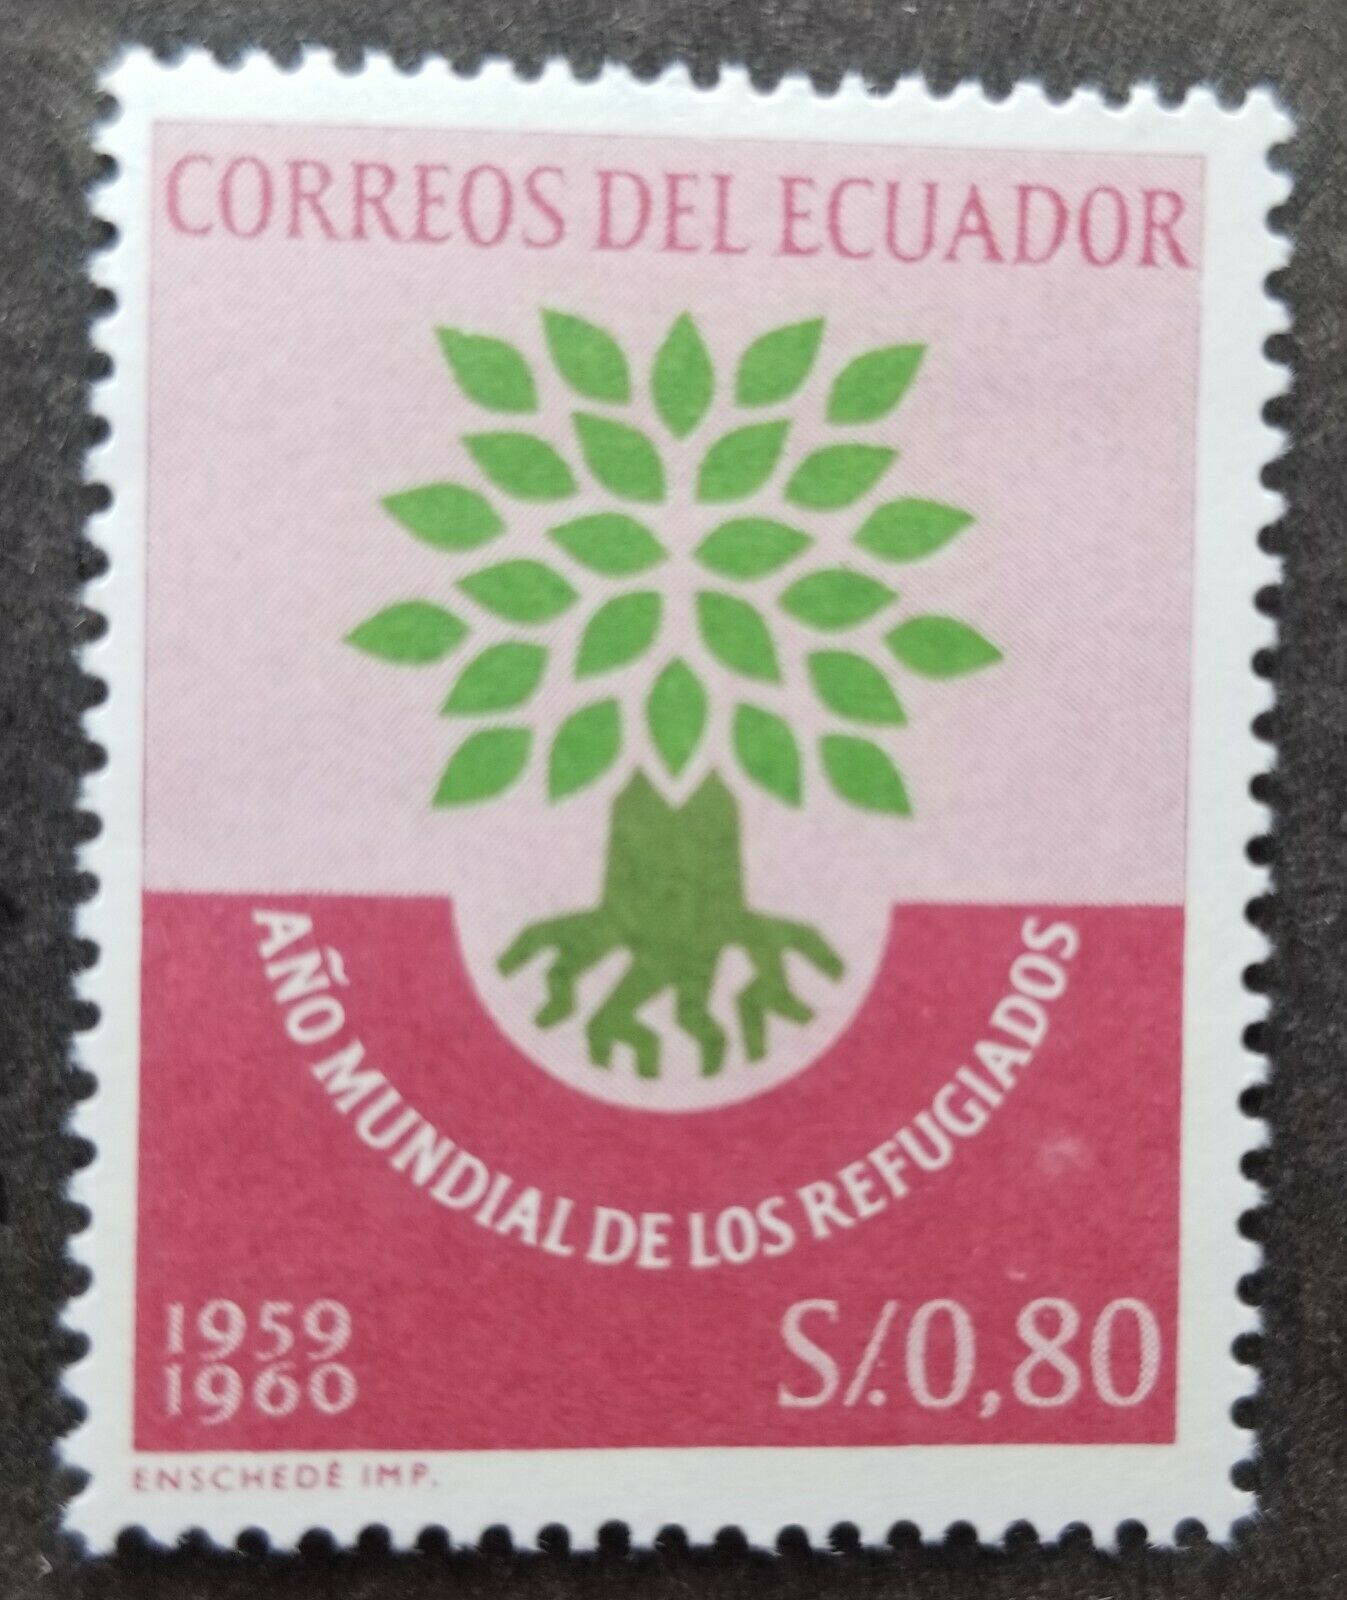 CORREOS DEL ECUADOR
AÑO MUNDIAL DE LOS REFUGIADOS
1959
1960
S/.0,80
ENSCHEDÉ IMP.